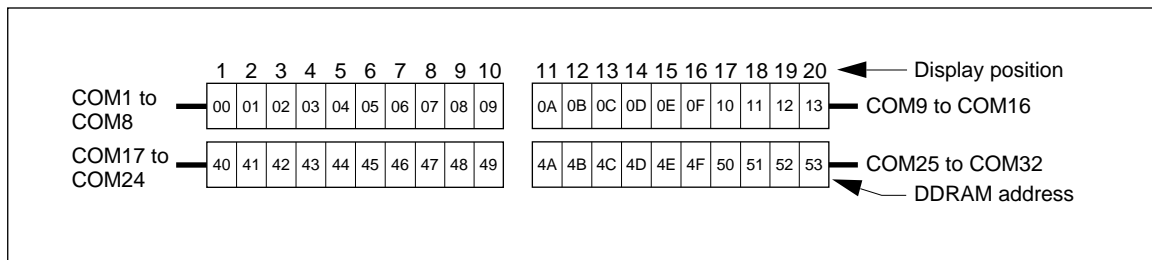 1 2 3 4 5 6 7 8 9 10 11 12 13 14 15 16 17 18 19 20 Display position
COM1 to
COM8
00 01 02 03 04 05 06 07 08 09 0A 0B 0C 0D 0E 0F 10 11 12 13 COM9 to COM16
COM17 to
COM24
40 41 42 43 44 45 46 47 48 49 4A 4B 4C 4D 4E 4F 50 51 52 53 COM25 to COM32
DDRAM address